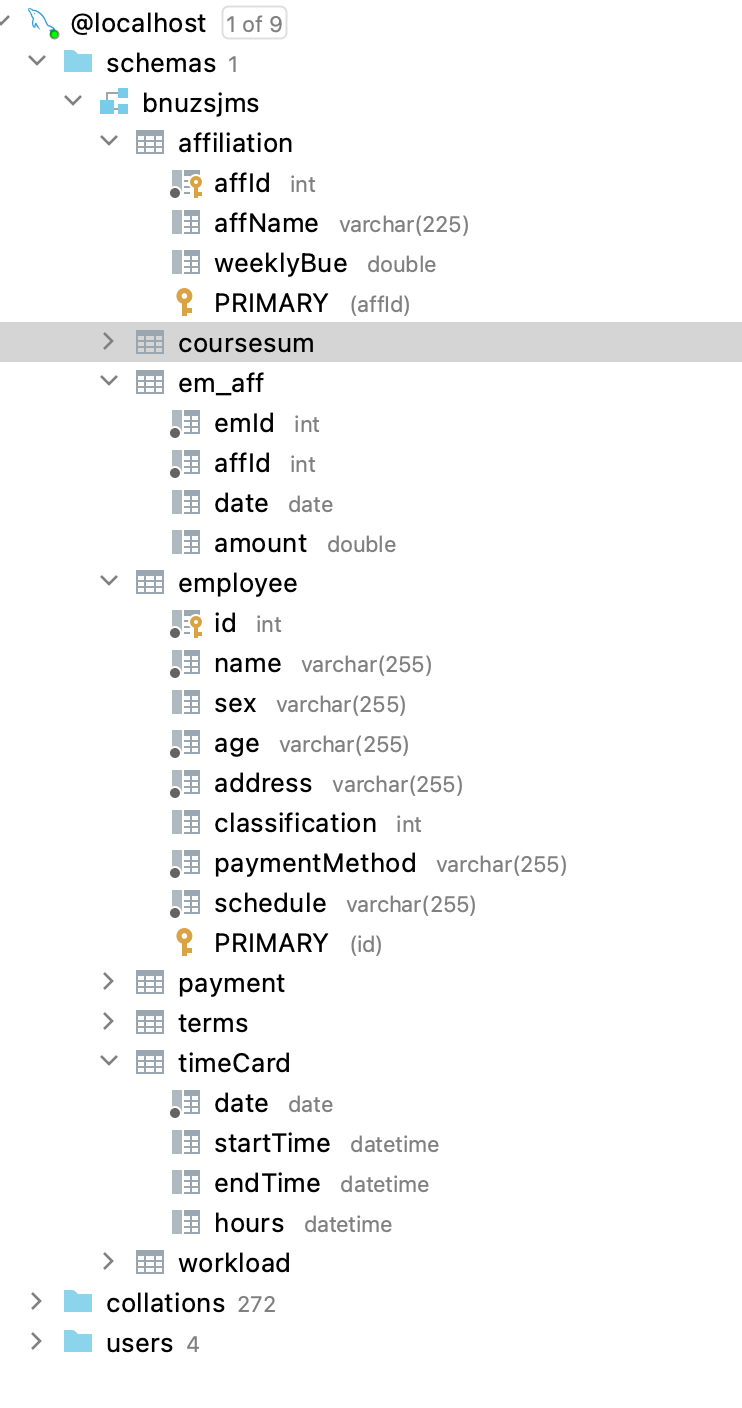 @localhost 1 of 9
schemas 1
bnuzsjms
affiliation
affId int
affName varchar(225)
weeklyBue double
PRIMARY (affId)
coursesum
em_aff
emId int
affId int
date date
amount double
employee
id int
name varchar(255)
sex varchar(255)
age varchar(255)
address varchar(255)
classification int
paymentMethod varchar(255)
schedule varchar(255)
PRIMARY (id)
payment
terms
timeCard
date date
startTime datetime
endTime datetime
hours datetime
workload
collations 272
users 4